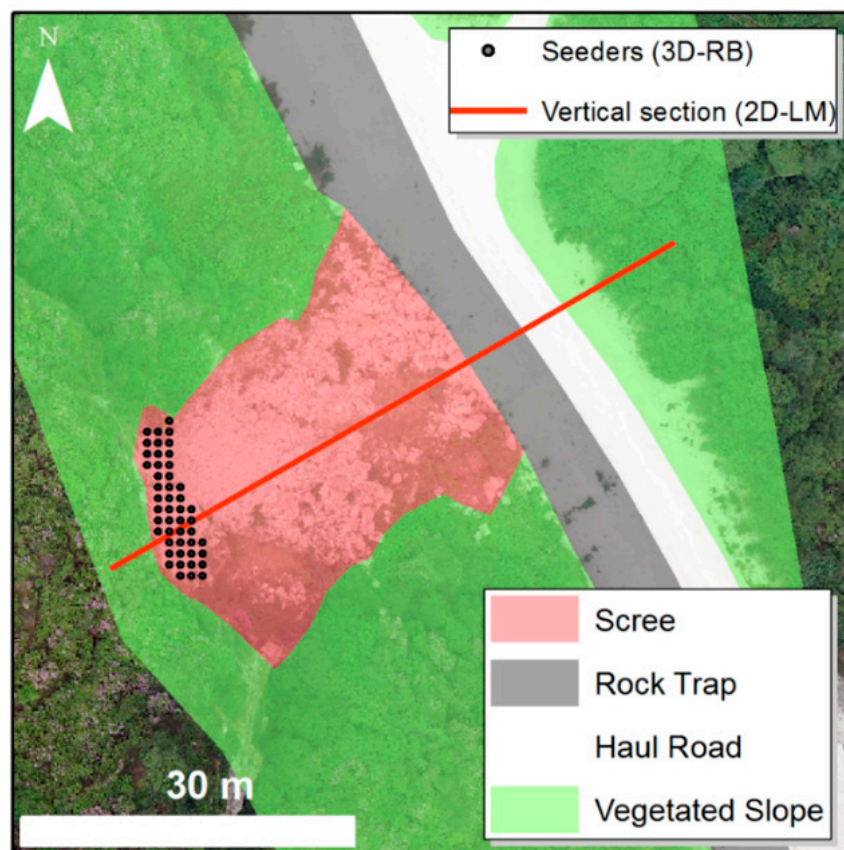 N
Seeders (3D-RB)
Vertical section (2D-LM)
Scree
Rock Trap
Haul Road
Vegetated Slope
30 m